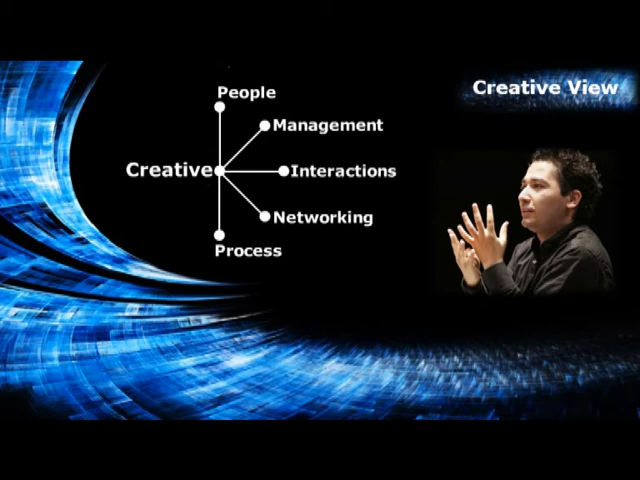 Creative View
People
Management
Creative
Interactions
Networking
Process